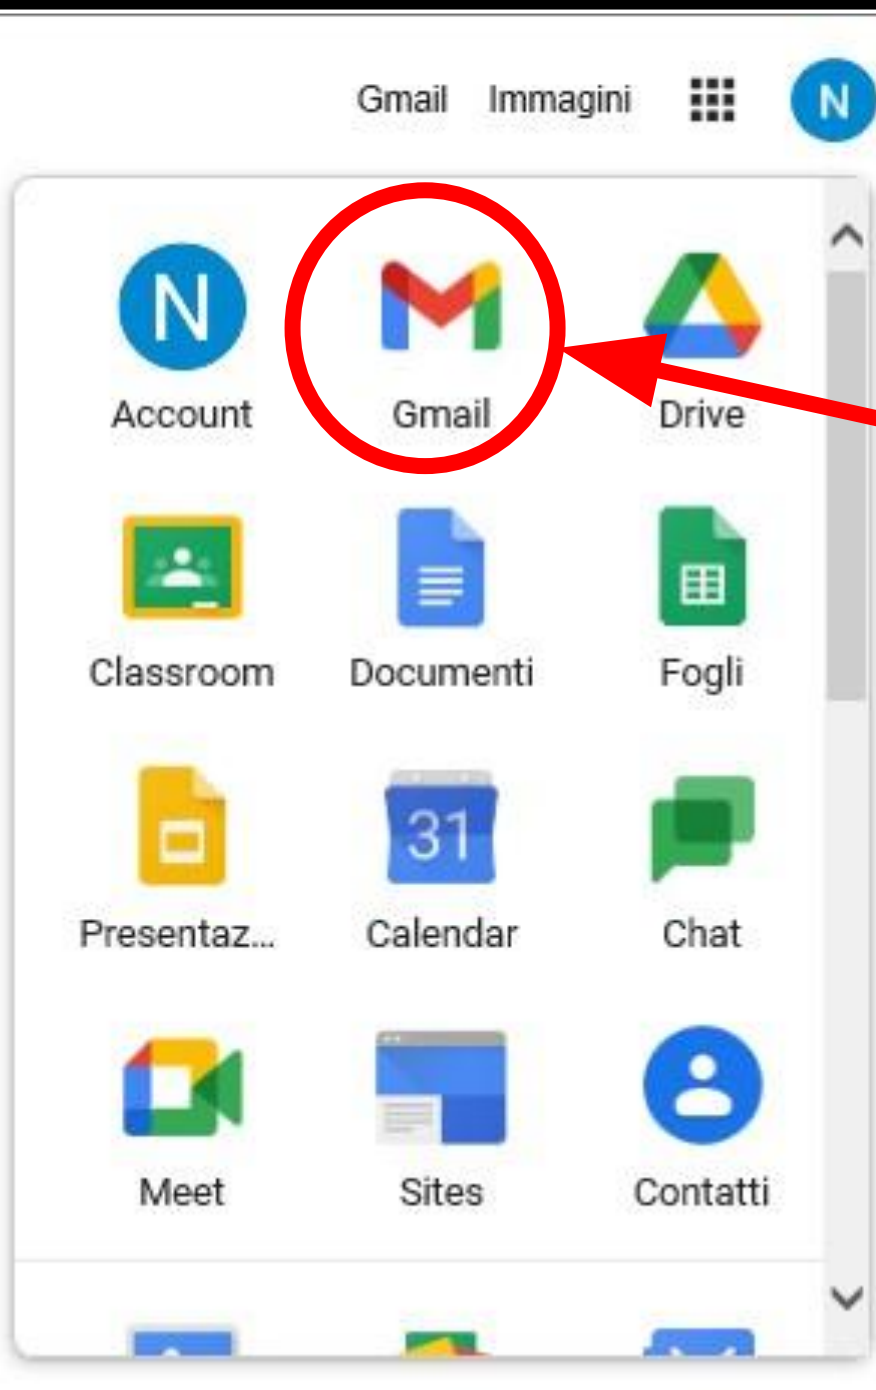 Gmail Immagini N
N
Account Gmail Drive
Classroom Documenti Fogli
31
Presentaz... Calendar Chat
Meet Sites Contatti